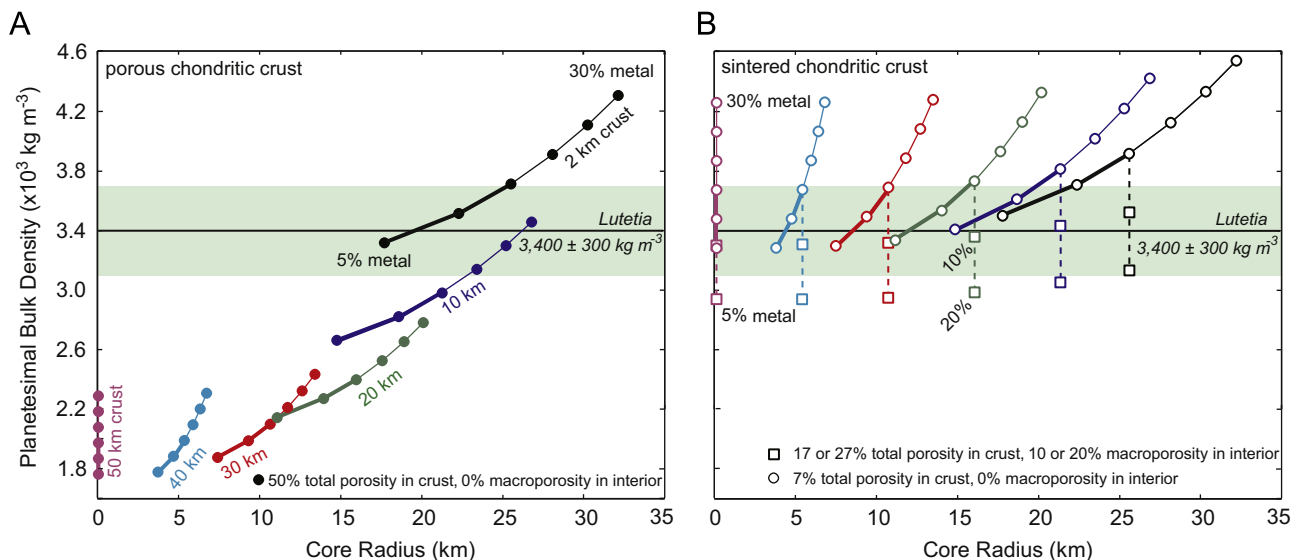 A
B
Planetesimal Bulk Density (x10³ kg m⁻³)
4.6
4.2
3.8
3.4
3.0
2.6
2.2
1.8
porous chondritic crust
30% metal
2 km crust
Lutetia
3,400 ± 300 kg m⁻³
5% metal
10 km
20 km
30 km
40 km
50 km crust
50% total porosity in crust, 0% macroporosity in interior
0 5 10 15 20 25 30 35
Core Radius (km)
sintered chondritic crust
30% metal
Lutetia
3,400 ± 300 kg m⁻³
10%
20%
5% metal
17 or 27% total porosity in crust, 10 or 20% macroporosity in interior
7% total porosity in crust, 0% macroporosity in interior
0 5 10 15 20 25 30 35
Core Radius (km)